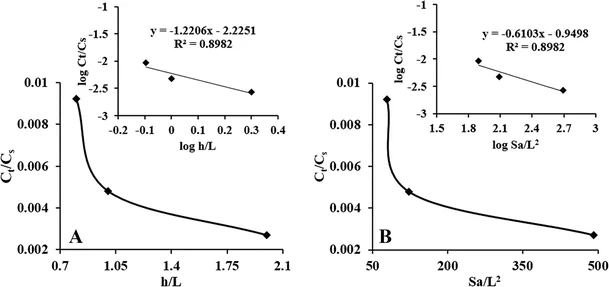 -1
y = -1.2206x - 2.2251
R² = 0.8982
-1.5
-2
-2.5
-3
log Ct/Cs
-0.2 -0.1 0 0.1 0.2 0.3 0.4
log h/L
0.01
0.008
0.006
0.004
0.002
Ct/Cs
A
0.7 1.05 1.4 1.75 2.1
h/L
-1
y = -0.6103x - 0.9498
R² = 0.8982
-1.5
-2
-2.5
-3
log Ct/Cs
1.5 1.8 2.1 2.4 2.7 3
log Sa/L²
0.01
0.008
0.006
0.004
0.002
Ct/Cs
B
50 200 350 500
Sa/L²